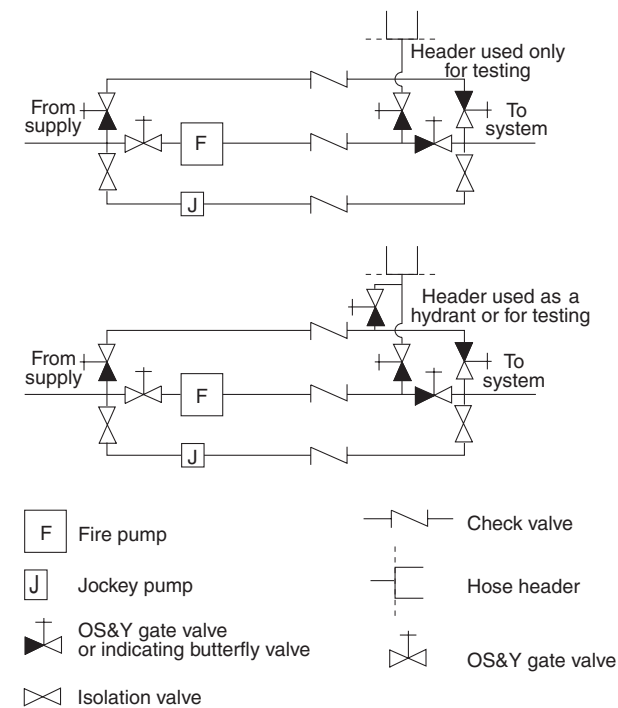 Header used only
for testing
From
supply
To
system
F
J
Header used as a
hydrant or for testing
From
supply
To
system
F
J
F
Fire pump
Check valve
J
Jockey pump
Hose header
OS&Y gate valve
or indicating butterfly valve
OS&Y gate valve
Isolation valve